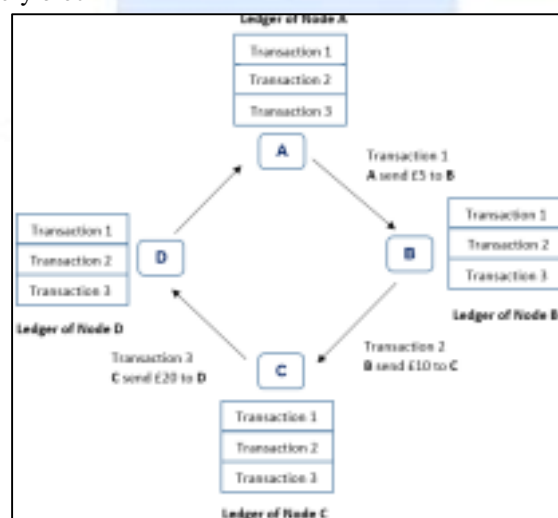 Ledger of Node A
Transaction 1
Transaction 2
Transaction 3
A
Transaction 1
A send £5 to B
Transaction 1
Transaction 2
Transaction 3
D
Ledger of Node D
B
Transaction 1
Transaction 2
Transaction 3
Ledger of Node B
Transaction 3
C send £20 to D
Transaction 2
B send £10 to C
C
Transaction 1
Transaction 2
Transaction 3
Ledger of Node C